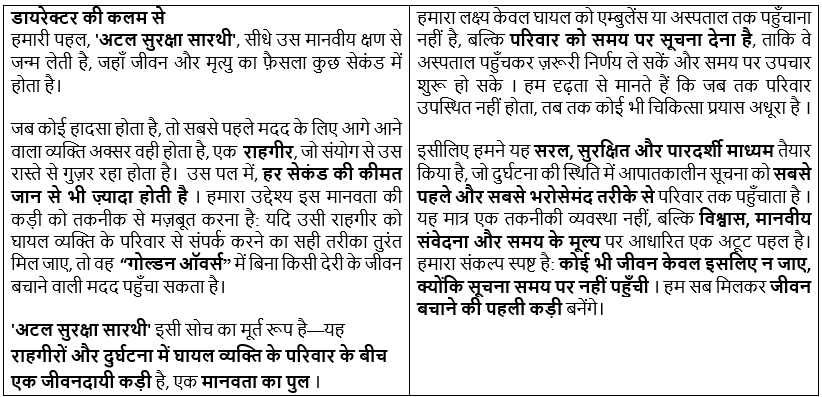 डायरेक्टर की कलम से
हमारी पहल, 'अटल सुरक्षा सारथी', सीधे उस मानवीय क्षण से
जन्म लेती है, जहाँ जीवन और मृत्यु का फ़ैसला कुछ सेकंड में
होता है।
जब कोई हादसा होता है, तो सबसे पहले मदद के लिए आगे आने
वाला व्यक्ति अक्सर वही होता है, एक राहगीर, जो संयोग से उस
रास्ते से गुज़र रहा होता है। उस पल में, हर सेकंड की कीमत
जान से भी ज़्यादा होती है । हमारा उद्देश्य इस मानवता की
कड़ी को तकनीक से मज़बूत करना है: यदि उसी राहगीर को
घायल व्यक्ति के परिवार से संपर्क करने का सही तरीका तुरंत
मिल जाए, तो वह “गोल्डन ऑवर्स” में बिना किसी देरी के जीवन
बचाने वाली मदद पहुँचा सकता है।
'अटल सुरक्षा सारथी' इसी सोच का मूर्त रूप है—यह
राहगीरों और दुर्घटना में घायल व्यक्ति के परिवार के बीच
एक जीवनदायी कड़ी है, एक मानवता का पुल ।
हमारा लक्ष्य केवल घायल को एम्बुलेंस या अस्पताल तक पहुँचाना
नहीं है, बल्कि परिवार को समय पर सूचना देना है, ताकि वे
अस्पताल पहुँचकर ज़रूरी निर्णय ले सकें और समय पर उपचार
शुरू हो सके । हम दृढ़ता से मानते हैं कि जब तक परिवार
उपस्थित नहीं होता, तब तक कोई भी चिकित्सा प्रयास अधूरा है ।
इसीलिए हमने यह सरल, सुरक्षित और पारदर्शी माध्यम तैयार
किया है, जो दुर्घटना की स्थिति में आपातकालीन सूचना को सबसे
पहले और सबसे भरोसेमंद तरीके से परिवार तक पहुँचाता है ।
यह मात्र एक तकनीकी व्यवस्था नहीं, बल्कि विश्वास, मानवीय
संवेदना और समय के मूल्य पर आधारित एक अटूट पहल है।
हमारा संकल्प स्पष्ट है: कोई भी जीवन केवल इसलिए न जाए,
क्योंकि सूचना समय पर नहीं पहुँची । हम सब मिलकर जीवन
बचाने की पहली कड़ी बनेंगे।